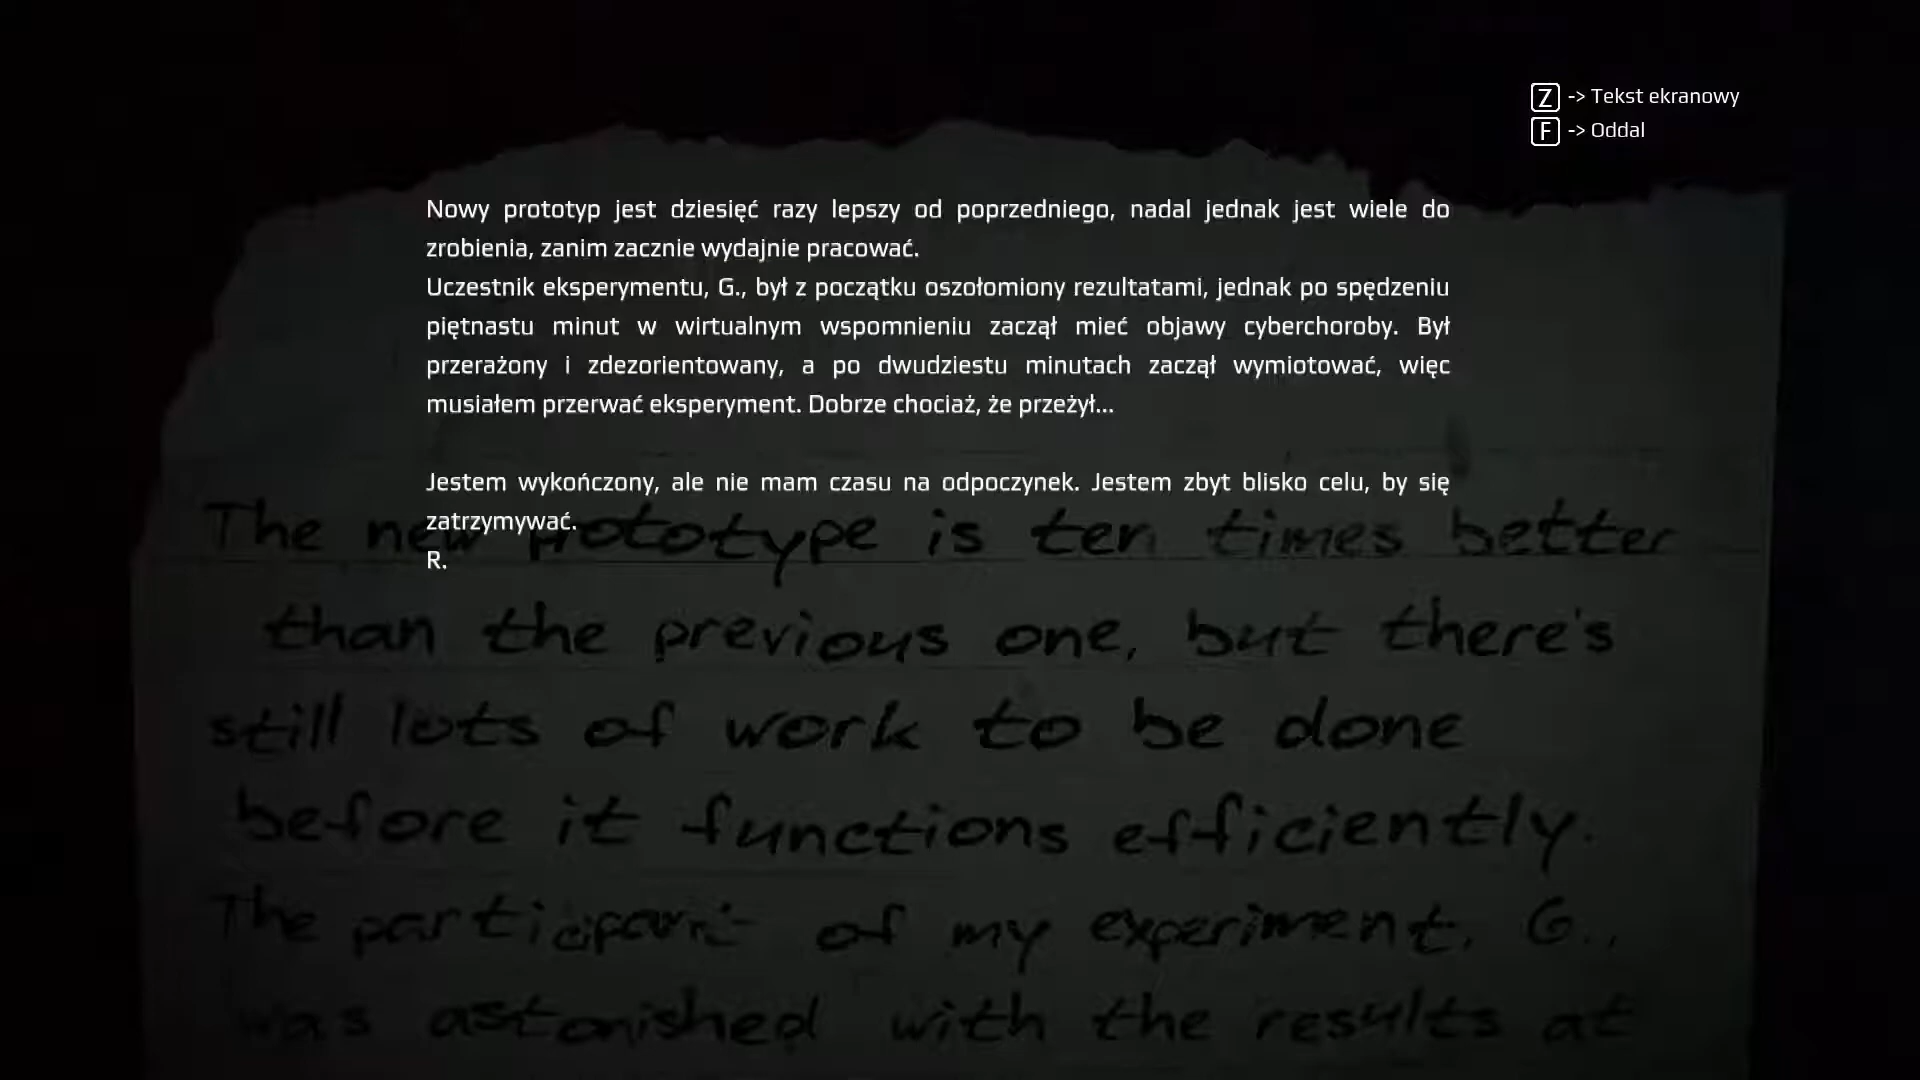 Z -> Tekst ekranowy
F -> Oddal
Nowy prototyp jest dziesięć razy lepszy od poprzedniego, nadal jednak jest wiele do
zrobienia, zanim zacznie wydajnie pracować.
Uczestnik eksperymentu, G., był z początku oszołomiony rezultatami, jednak po spędzeniu
piętnastu minut w wirtualnym wspomnieniu zaczął mieć objawy cyberchoroby. Był
przerażony i zdezorientowany, a po dwudziestu minutach zaczął wymiotować, więc
musiałem przerwać eksperyment. Dobrze chociaż, że przeżył...
Jestem wykończony, ale nie mam czasu na odpoczynek. Jestem zbyt blisko celu, by się
zatrzymywać.
R.
The new prototype is ten times better
than the previous one, but there's
still lots of work to be done
before it functions efficiently.
The participant of my experiment, G.,
was astonished with the results at